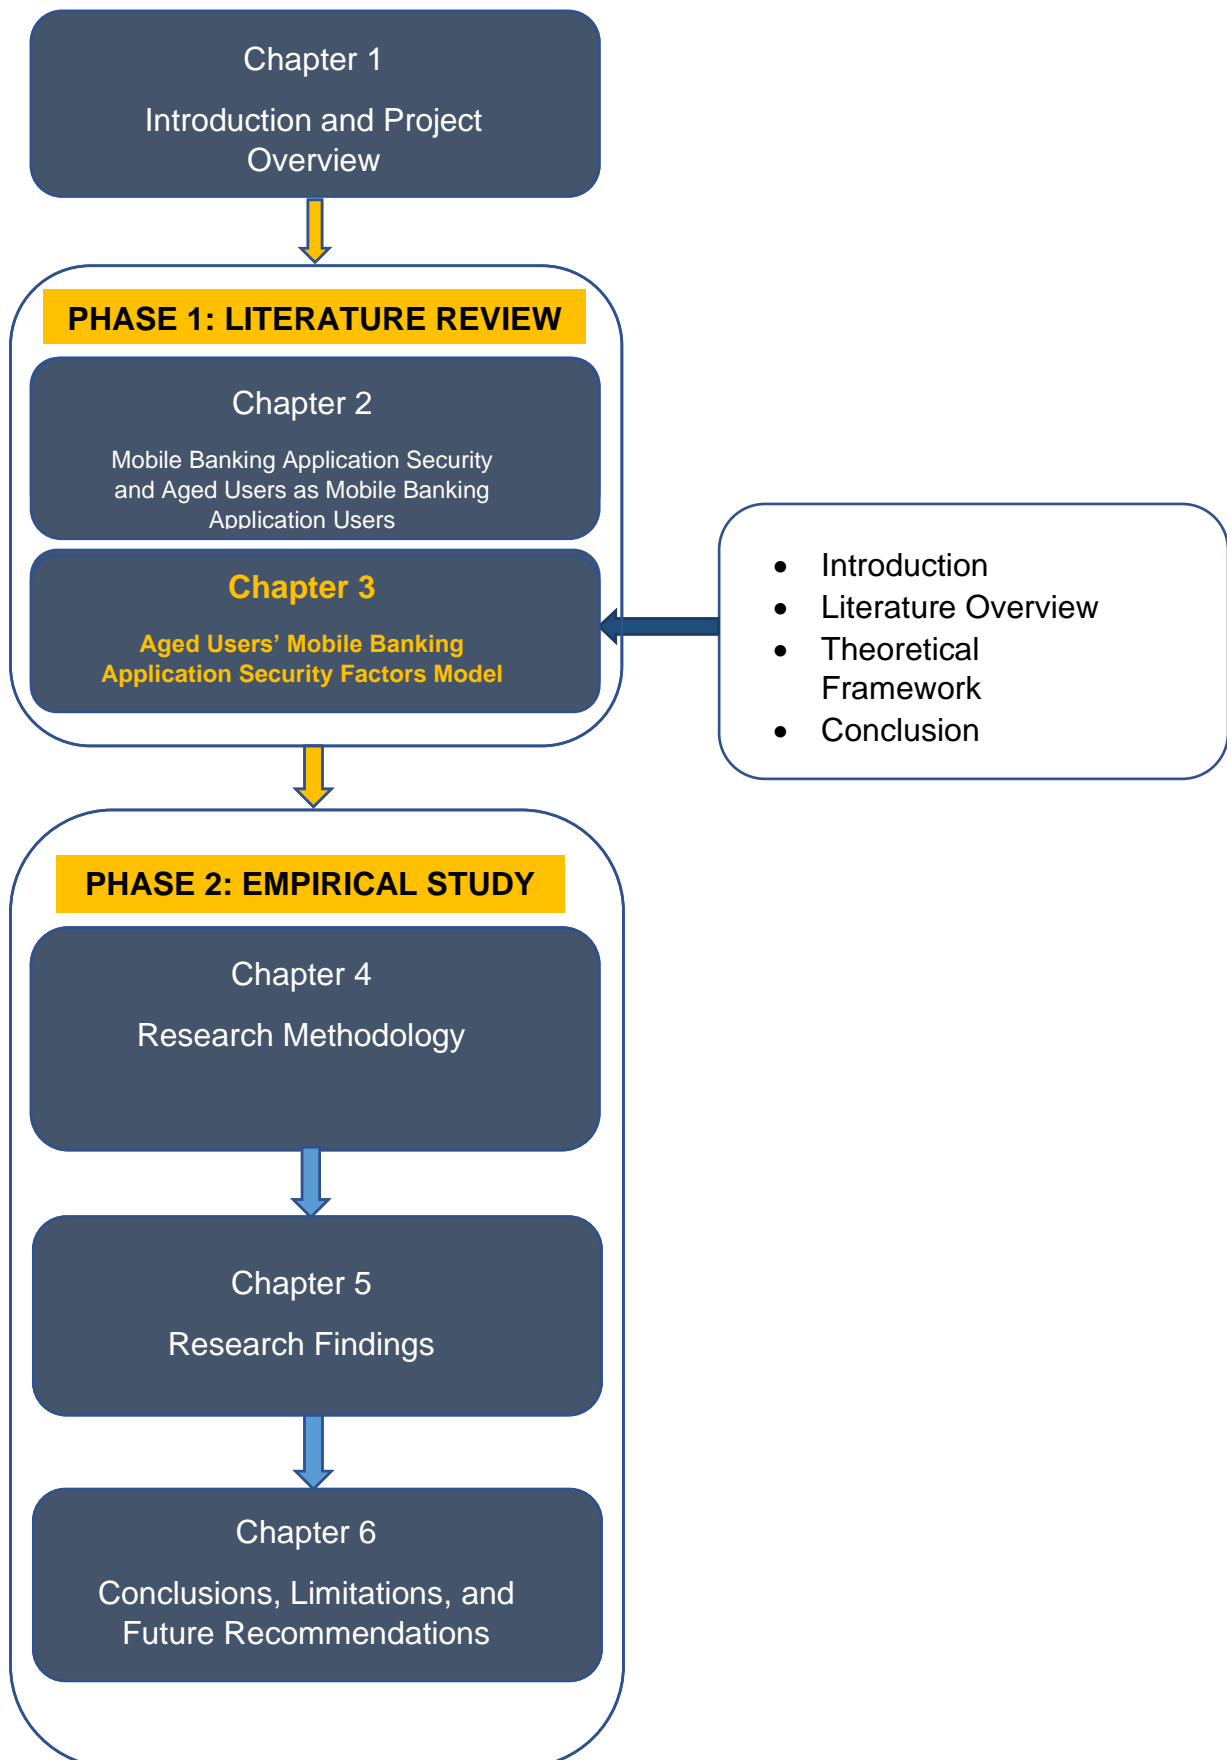 Chapter 1
Introduction and Project
Overview
PHASE 1: LITERATURE REVIEW
Chapter 2
Mobile Banking Application Security
and Aged Users as Mobile Banking
Application Users
Chapter 3
Aged Users’ Mobile Banking
Application Security Factors Model
• Introduction
• Literature Overview
• Theoretical
Framework
• Conclusion
PHASE 2: EMPIRICAL STUDY
Chapter 4
Research Methodology
Chapter 5
Research Findings
Chapter 6
Conclusions, Limitations, and
Future Recommendations